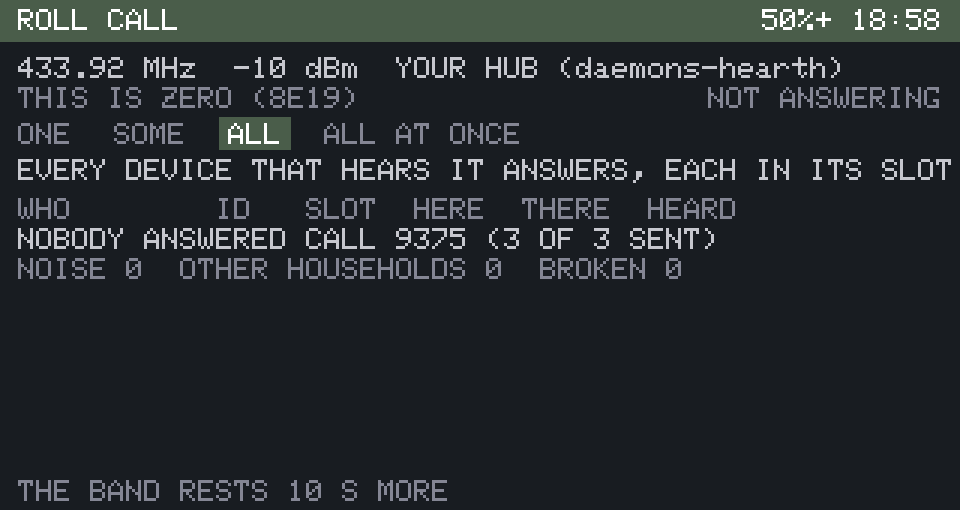 ROLL CALL 50%+ 18:58
433.92 MHz -10 dBm YOUR HUB (daemons-hearth)
THIS IS ZERO (8E19) NOT ANSWERING
ONE SOME ALL ALL AT ONCE
EVERY DEVICE THAT HEARS IT ANSWERS, EACH IN ITS SLOT
WHO ID SLOT HERE THERE HEARD
NOBODY ANSWERED CALL 9375 (3 OF 3 SENT)
NOISE 0 OTHER HOUSEHOLDS 0 BROKEN 0
THE BAND RESTS 10 S MORE